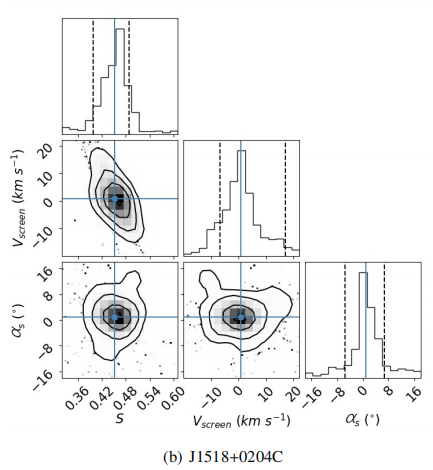 20
10
0
−10
V_screen (km s⁻¹)
16
8
0
−8
−16
α_s (°)
0.36 0.42 0.48 0.54 0.60
S
−10 0 10 20
V_screen (km s⁻¹)
−16 −8 0 8 16
α_s (°)
(b) J1518+0204C